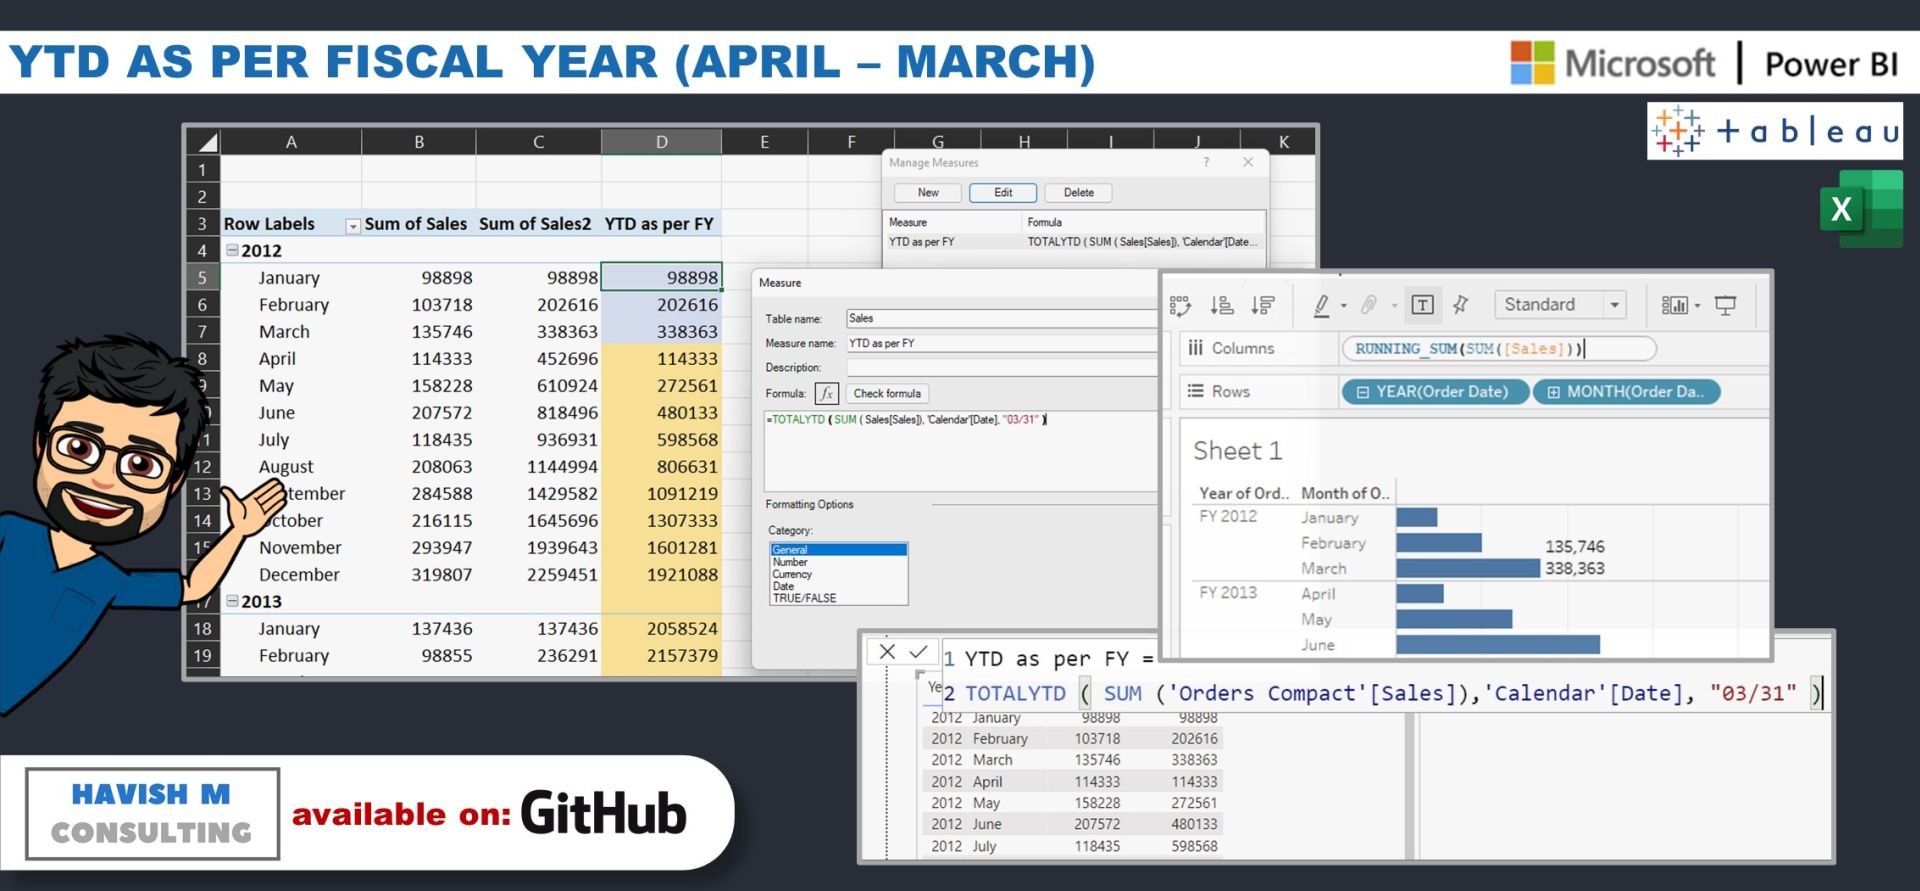 YTD AS PER FISCAL YEAR (APRIL – MARCH)
Microsoft | Power BI
+ a b l e a u
X
A B C D E F G H I J K
1
2
3 Row Labels Sum of Sales Sum of Sales2 YTD as per FY
4 2012
5 January 98898 98898 98898
6 February 103718 202616 202616
7 March 135746 338363 338363
8 April 114333 452696 114333
9 May 158228 610924 272561
June 207572 818496 480133
July 118435 936931 598568
12 August 208063 1144994 806631
13 tember 284588 1429582 1091219
14 October 216115 1645696 1307333
15 November 293947 1939643 1601281
December 319807 2259451 1921088
17 2013
18 January 137436 137436 2058524
19 February 98855 236291 2157379
Manage Measures ?
New Edit Delete
Measure Formula
YTD as per FY TOTALYTD ( SUM ( Sales[Sales]), 'Calendar'[Date...
Measure
Table name: Sales
Measure name: YTD as per FY
Description:
Formula: fx Check formula
=TOTALYTD ( SUM ( Sales[Sales]), 'Calendar'[Date], "03/31" )
Formatting Options
Category:
General
Number
Currency
Date
TRUE/FALSE
T Standard
Columns RUNNING_SUM(SUM([Sales]))
Rows YEAR(Order Date) MONTH(Order Da..
Sheet 1
Year of Ord.. Month of O..
FY 2012 January
February 135,746
March 338,363
FY 2013 April
May
June
1 YTD as per FY =
2 TOTALYTD ( SUM ('Orders Compact'[Sales]),'Calendar'[Date], "03/31" )
Ye
2012 January 98898 98898
2012 February 103718 202616
2012 March 135746 338363
2012 April 114333 114333
2012 May 158228 272561
2012 June 207572 480133
2012 July 118435 598568
HAVISH M
CONSULTING
available on: GitHub